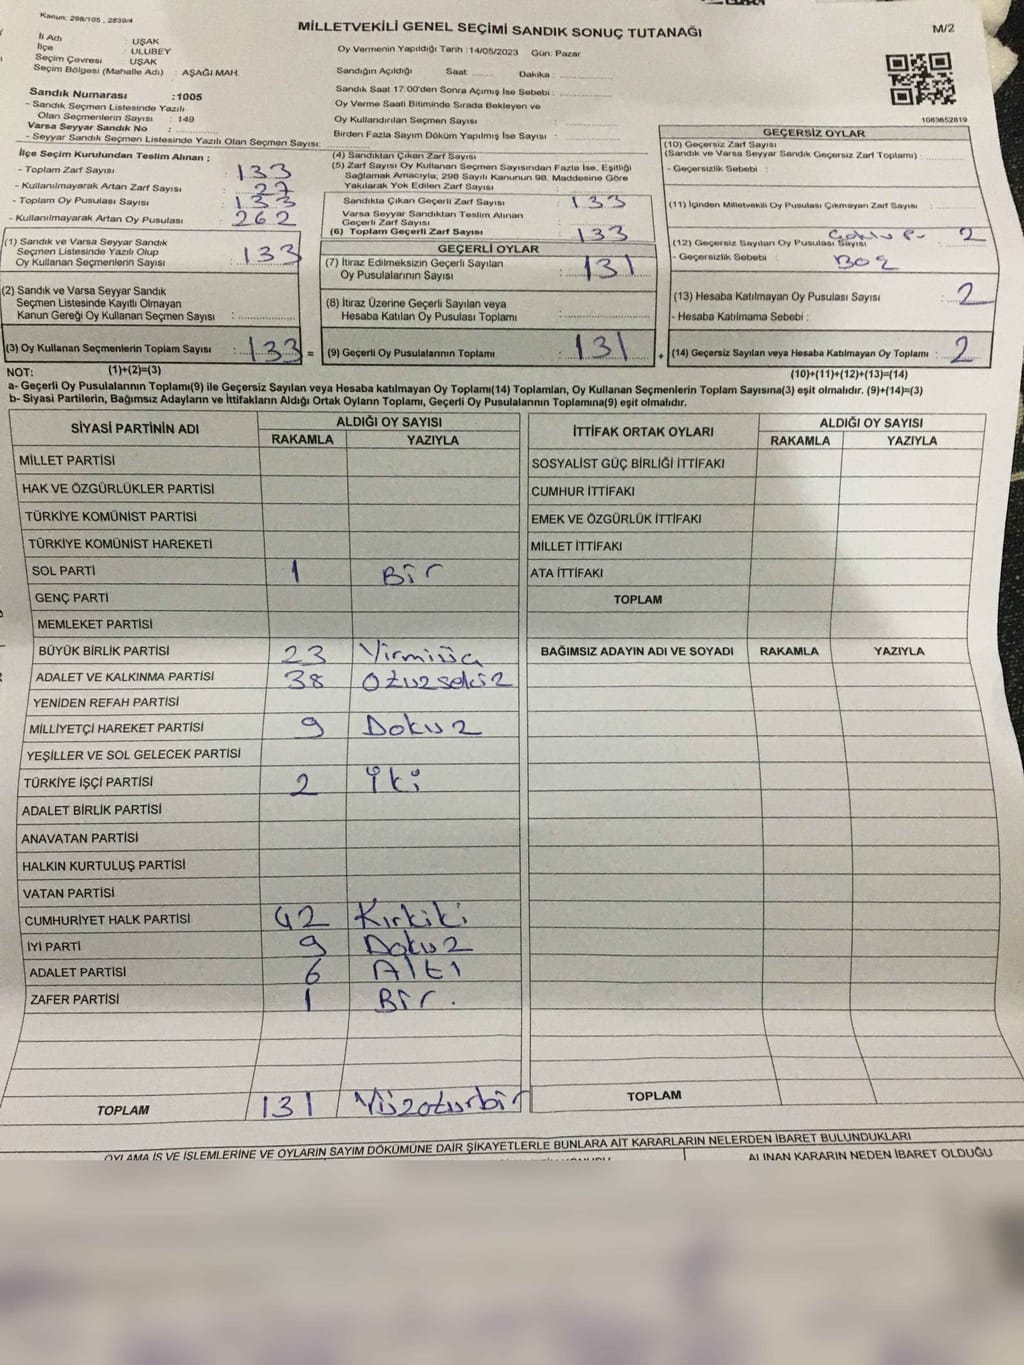 Kanun: 298/105 , 2839/4
MİLLETVEKİLİ GENEL SEÇİMİ SANDIK SONUÇ TUTANAĞI
M/2
İl Adı : UŞAK
İlçe : ULUBEY
Seçim Çevresi : UŞAK
Seçim Bölgesi (Mahalle Adı) : AŞAĞI MAH.
Sandık Numarası :1005
- Sandık Seçmen Listesinde Yazılı
Olan Seçmenlerin Sayısı : 149
Varsa Seyyar Sandık No :
- Seyyar Sandık Seçmen Listesinde Yazılı Olan Seçmen Sayısı:
Oy Vermenin Yapıldığı Tarih :14/05/2023 Gün: Pazar
Sandığın Açıldığı Saat: Dakika :
Sandık Saat 17:00'den Sonra Açımış İse Sebebi :
Oy Verme Saati Bitiminde Sırada Bekleyen ve
Oy Kullandırılan Seçmen Sayısı :
Birden Fazla Sayım Döküm Yapılmış İse Sayısı :
1083652819
İlçe Seçim Kurulundan Teslim Alınan ;
- Toplam Zarf Sayısı : 133
- Kullanılmayarak Artan Zarf Sayısı : 27
- Toplam Oy Pusulası Sayısı : 133
- Kullanılmayarak Artan Oy Pusulası : 262
(1) Sandık ve Varsa Seyyar Sandık
Seçmen Listesinde Yazılı Olup
Oy Kullanan Seçmenlerin Sayısı : 133
(2) Sandık ve Varsa Seyyar Sandık
Seçmen Listesinde Kayıtlı Olmayan
Kanun Gereği Oy Kullanan Seçmen Sayısı :
(3) Oy Kullanan Seçmenlerin Toplam Sayısı : 133 =
(4) Sandıktan Çıkan Zarf Sayısı
(5) Zarf Sayısı Oy Kullanan Seçmen Sayısından Fazla İse, Eşitliği
Sağlamak Amacıyla; 298 Sayılı Kanunun 98. Maddesine Göre
Yakılarak Yok Edilen Zarf Sayısı
Sandıkta Çıkan Geçerli Zarf Sayısı : 133
Varsa Seyyar Sandıktan Teslim Alınan
Geçerli Zarf Sayısı :
(6) Toplam Geçerli Zarf Sayısı : 133
GEÇERLİ OYLAR
(7) İtiraz Edilmeksizin Geçerli Sayılan
Oy Pusulalarının Sayısı : 131
(8) İtiraz Üzerine Geçerli Sayılan veya
Hesaba Katılan Oy Pusulası Toplamı :
(9) Geçerli Oy Pusulalarının Toplamı : 131 +
GEÇERSİZ OYLAR
(10) Geçersiz Zarf Sayısı
(Sandık ve Varsa Seyyar Sandık Geçersiz Zarf Toplamı) :
- Geçersizlik Sebebi :
(11) İçinden Milletvekili Oy Pusulası Çıkmayan Zarf Sayısı :
(12) Geçersiz Sayılan Oy Pusulası Sayısı : 2
- Geçersizlik Sebebi : Boş
(13) Hesaba Katılmayan Oy Pusulası Sayısı : 2
- Hesaba Katılmama Sebebi :
(14) Geçersiz Sayılan veya Hesaba Katılmayan Oy Toplamı : 2
NOT: (1)+(2)=(3)
(10)+(11)+(12)+(13)=(14)
a- Geçerli Oy Pusulalarının Toplamı(9) ile Geçersiz Sayılan veya Hesaba katılmayan Oy Toplamı(14) Toplamları, Oy Kullanan Seçmenlerin Toplam Sayısına(3) eşit olmalıdır. (9)+(14)=(3)
b- Siyasi Partilerin, Bağımsız Adayların ve İttifakların Aldığı Ortak Oyların Toplamı, Geçerli Oy Pusulalarının Toplamına(9) eşit olmalıdır.
SİYASİ PARTİNİN ADI
ALDIĞI OY SAYISI
RAKAMLA YAZIYLA
MİLLET PARTİSİ
HAK VE ÖZGÜRLÜKLER PARTİSİ
TÜRKİYE KOMÜNİST PARTİSİ
TÜRKİYE KOMÜNİST HAREKETİ
SOL PARTİ 1 Bir
GENÇ PARTİ
MEMLEKET PARTİSİ
BÜYÜK BİRLİK PARTİSİ 23 Yirmiüç
ADALET VE KALKINMA PARTİSİ 38 Otuzsekiz
YENİDEN REFAH PARTİSİ
MİLLİYETÇİ HAREKET PARTİSİ 9 Dokuz
YEŞİLLER VE SOL GELECEK PARTİSİ
TÜRKİYE İŞÇİ PARTİSİ 2 İki
ADALET BİRLİK PARTİSİ
ANAVATAN PARTİSİ
HALKIN KURTULUŞ PARTİSİ
VATAN PARTİSİ
CUMHURİYET HALK PARTİSİ 42 Kırkiki
İYİ PARTİ 9 Dokuz
ADALET PARTİSİ 6 Altı
ZAFER PARTİSİ 1 Bir.
TOPLAM 131 Yüzoturbir
İTTİFAK ORTAK OYLARI
ALDIĞI OY SAYISI
RAKAMLA YAZIYLA
SOSYALİST GÜÇ BİRLİĞİ İTTİFAKI
CUMHUR İTTİFAKI
EMEK VE ÖZGÜRLÜK İTTİFAKI
MİLLET İTTİFAKI
ATA İTTİFAKI
TOPLAM
BAĞIMSIZ ADAYIN ADI VE SOYADI RAKAMLA YAZIYLA
TOPLAM
OYLAMA İŞ VE İŞLEMLERİNE VE OYLARIN SAYIM DÖKÜMÜNE DAİR ŞİKAYETLERLE BUNLARA AİT KARARLARIN NELERDEN İBARET BULUNDUKLARI
ALINAN KARARIN NEDEN İBARET OLDUĞU